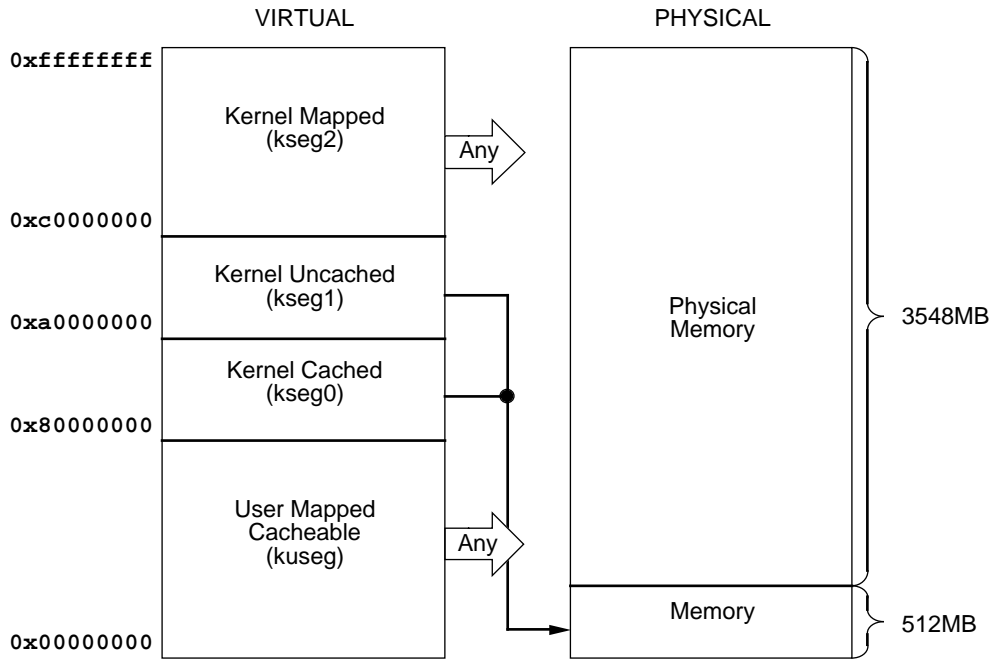 VIRTUAL
PHYSICAL
0xffffffff
Kernel Mapped
(kseg2)
Any
0xc0000000
Kernel Uncached
(kseg1)
0xa0000000
Physical
Memory
3548MB
Kernel Cached
(kseg0)
0x80000000
User Mapped
Cacheable
(kuseg)
Any
Memory
512MB
0x00000000